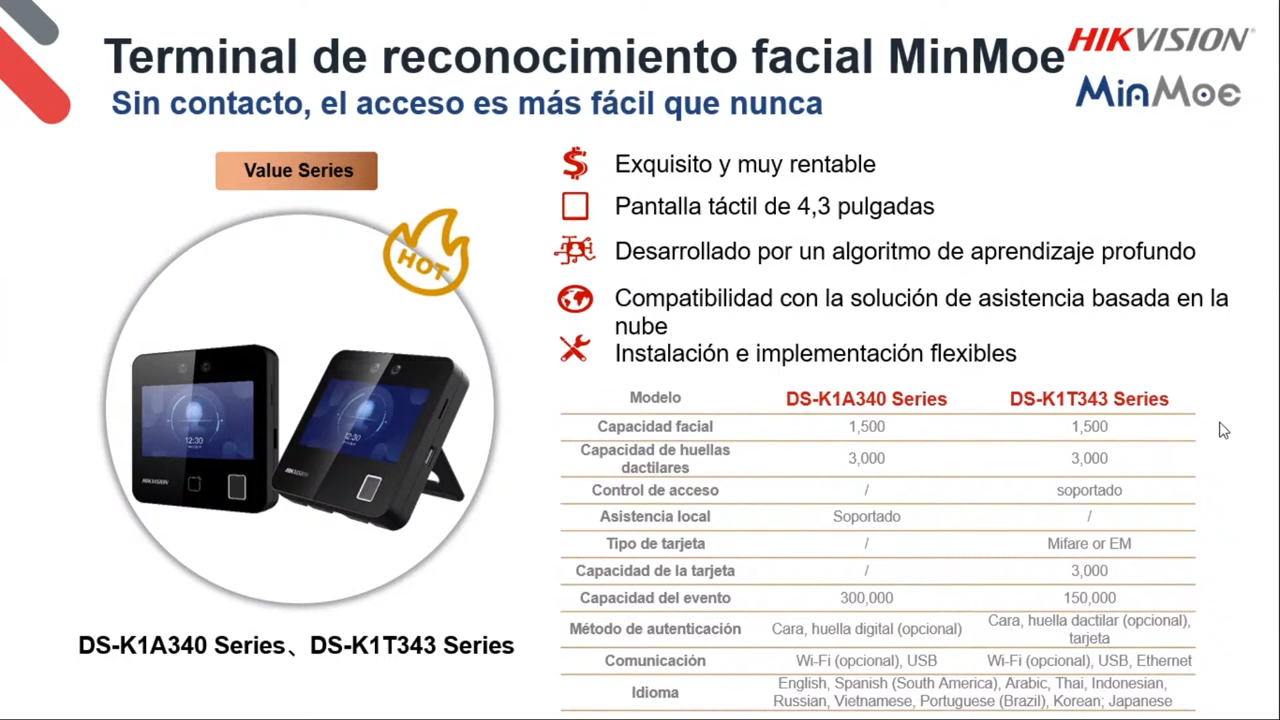 Terminal de reconocimiento facial MinMoe
HIKVISION
MinMoe
Sin contacto, el acceso es más fácil que nunca
Value Series
HOT
12:30
12:30
HIKVISION
HIKVISION
DS-K1A340 Series、DS-K1T343 Series
Exquisito y muy rentable
Pantalla táctil de 4,3 pulgadas
Desarrollado por un algoritmo de aprendizaje profundo
Compatibilidad con la solución de asistencia basada en la
nube
Instalación e implementación flexibles
Modelo DS-K1A340 Series DS-K1T343 Series
Capacidad facial 1,500 1,500
Capacidad de huellas
dactilares 3,000 3,000
Control de acceso / soportado
Asistencia local Soportado /
Tipo de tarjeta / Mifare or EM
Capacidad de la tarjeta / 3,000
Capacidad del evento 300,000 150,000
Método de autenticación Cara, huella digital (opcional) Cara, huella dactilar (opcional),
tarjeta
Comunicación Wi-Fi (opcional), USB Wi-Fi (opcional), USB, Ethernet
Idioma English, Spanish (South America), Arabic, Thai, Indonesian,
Russian, Vietnamese, Portuguese (Brazil), Korean; Japanese